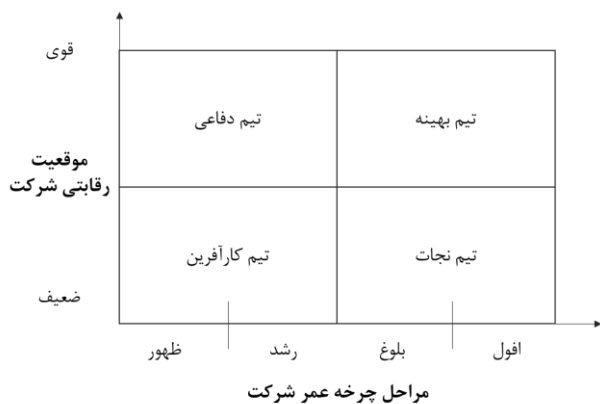 قوی
تیم بهینه
تیم دفاعی
موقعیت
رقابتی شرکت
تیم نجات
تیم کارآفرین
ضعیف
ظهور
رشد
بلوغ
افول
مراحل چرخه عمر شرکت